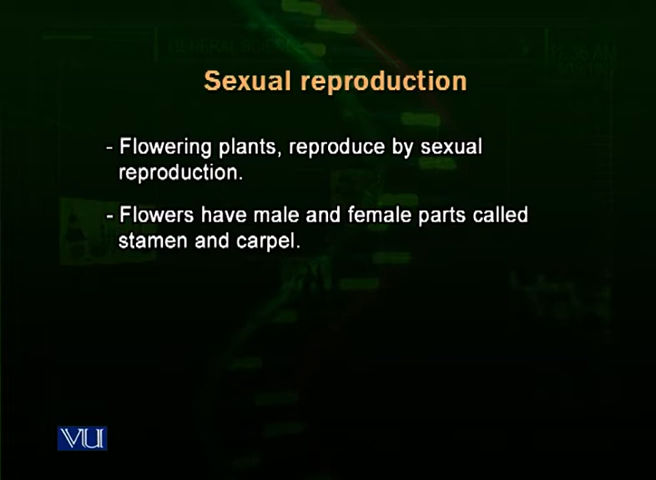 Sexual reproduction
- Flowering plants, reproduce by sexual
reproduction.
- Flowers have male and female parts called
stamen and carpel.
VU